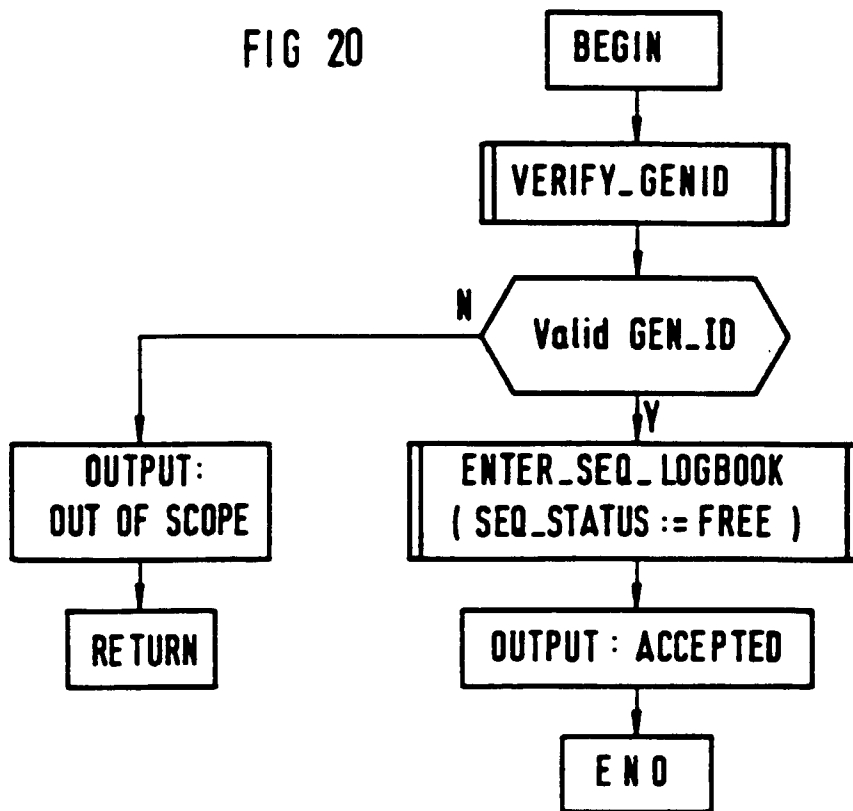 FIG 20
BEGIN
VERIFY_GENID
Valid GEN_ID
N
Y
OUTPUT:
OUT OF SCOPE
RETURN
ENTER_SEQ_LOGBOOK
( SEQ_STATUS := FREE )
OUTPUT : ACCEPTED
END